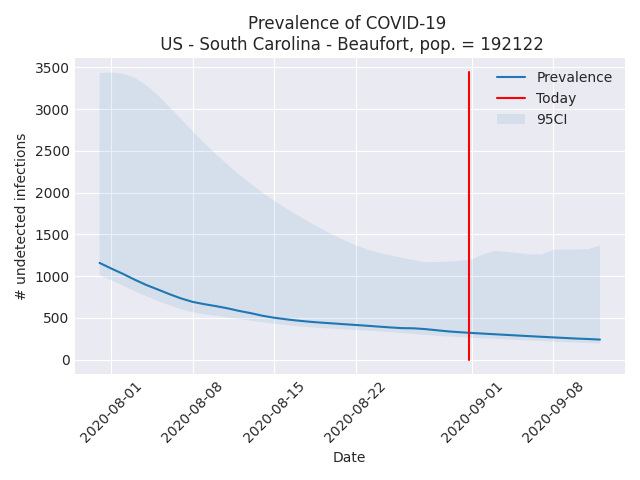 Prevalence of COVID-19
US - South Carolina - Beaufort, pop. = 192122
# undetected infections
3500
3000
2500
2000
1500
1000
500
0
Prevalence
Today
95CI
2020-08-01
2020-08-08
2020-08-15
2020-08-22
2020-09-01
2020-09-08
Date